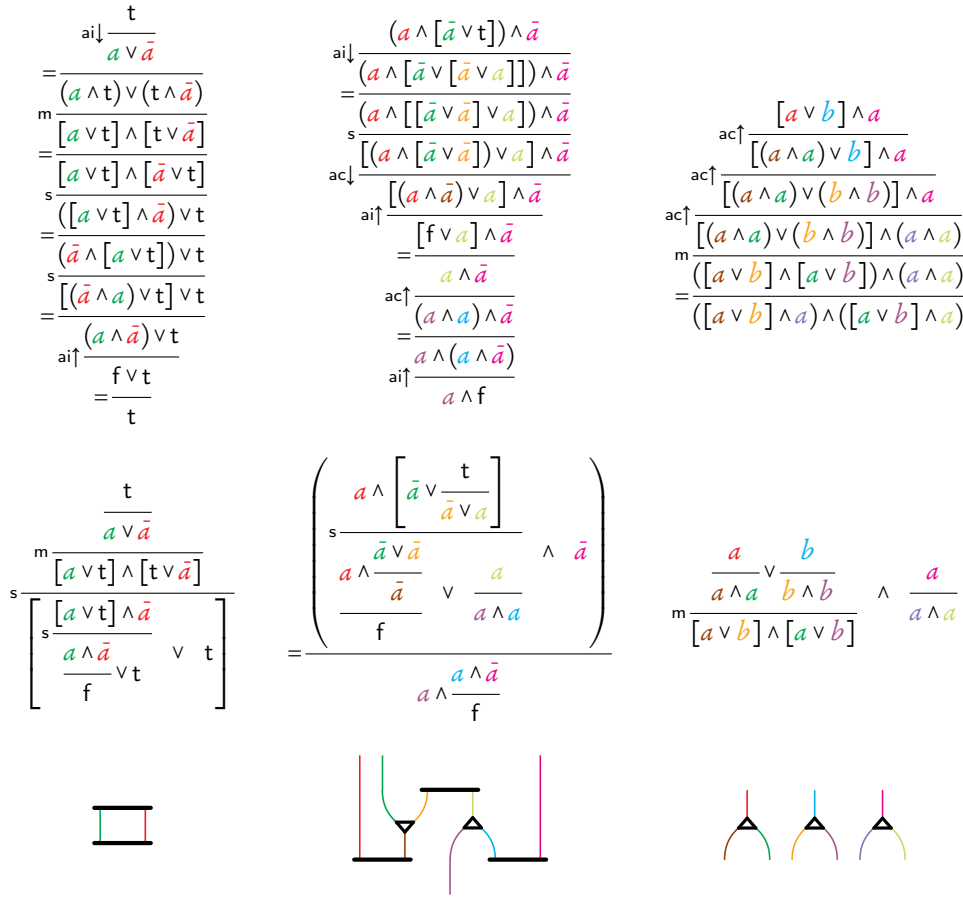 t
ai↓
a ∨ ā
=
(a ∧ t) ∨ (t ∧ ā)
m
[a ∨ t] ∧ [t ∨ ā]
=
[a ∨ t] ∧ [ā ∨ t]
s
([a ∨ t] ∧ ā) ∨ t
=
(ā ∧ [a ∨ t]) ∨ t
s
[(ā ∧ a) ∨ t] ∨ t
=
(a ∧ ā) ∨ t
ai↑
f ∨ t
=
t
(a ∧ [ā ∨ t]) ∧ ā
ai↓
(a ∧ [ā ∨ [ā ∨ a]]) ∧ ā
=
(a ∧ [[ā ∨ ā] ∨ a]) ∧ ā
s
[(a ∧ [ā ∨ ā]) ∨ a] ∧ ā
ac↓
[(a ∧ ā) ∨ a] ∧ ā
ai↑
[f ∨ a] ∧ ā
=
a ∧ ā
ac↑
(a ∧ a) ∧ ā
=
a ∧ (a ∧ ā)
ai↑
a ∧ f
[a ∨ b] ∧ a
ac↑
[(a ∧ a) ∨ b] ∧ a
ac↑
[(a ∧ a) ∨ (b ∧ b)] ∧ a
ac↑
[(a ∧ a) ∨ (b ∧ b)] ∧ (a ∧ a)
m
([a ∨ b] ∧ [a ∨ b]) ∧ (a ∧ a)
=
([a ∨ b] ∧ a) ∧ ([a ∨ b] ∧ a)
t
a ∨ ā
m
[a ∨ t] ∧ [t ∨ ā]
s
[a ∨ t] ∧ ā
s
a ∧ ā
f
∨ t
∨ t
t
a ∧ [ā ∨
ā ∨ a
]
s
ā ∨ ā
a ∧
ā
f
∨
a
a ∧ a
∧ ā
=
a ∧ ā
a ∧
f
a
∨
b
a ∧ a
b ∧ b
m
[a ∨ b] ∧ [a ∨ b]
∧
a
a ∧ a